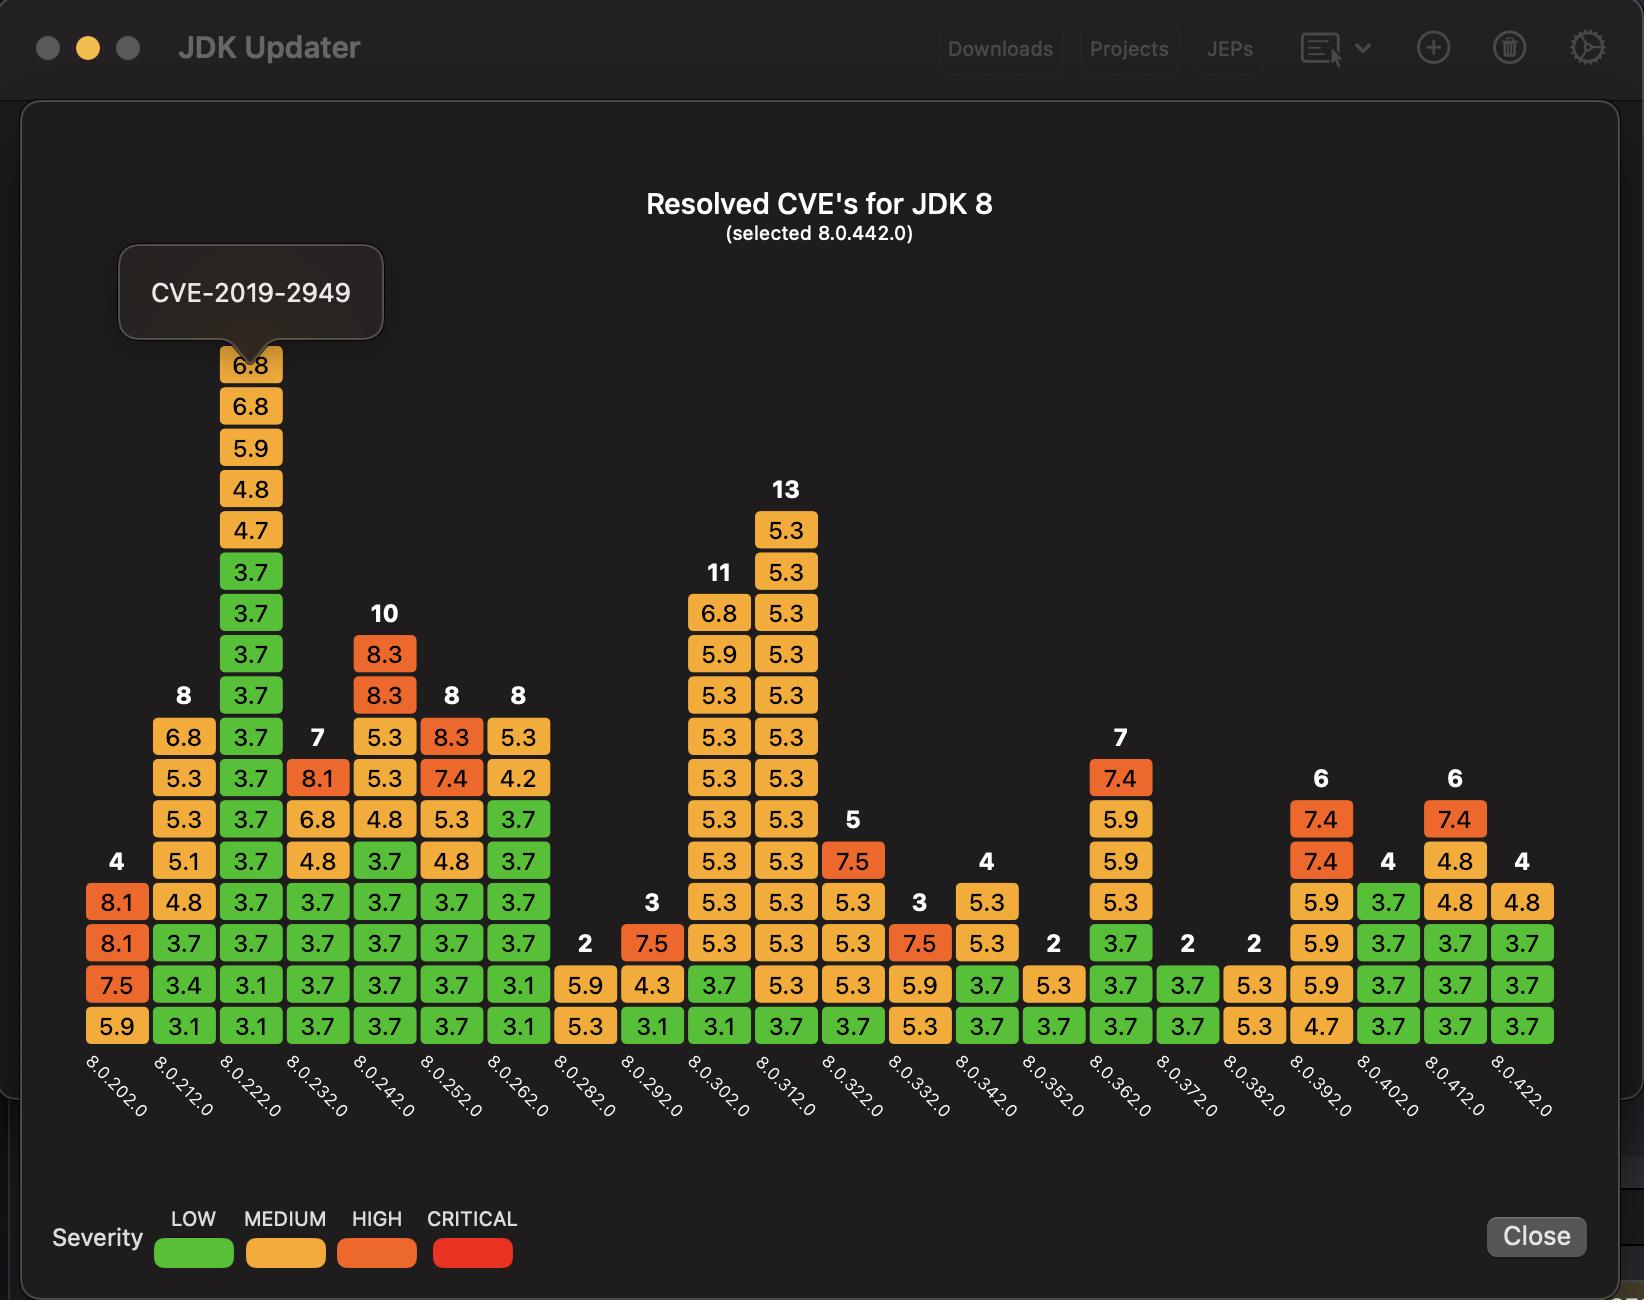 JDK Updater
Downloads
Projects
JEPs
Resolved CVE's for JDK 8
(selected 8.0.442.0)
CVE-2019-2949
6.8
6.8
5.9
4.8
13
4.7 5.3
3.7 11 5.3
3.7 10 6.8 5.3
3.7 8.3 5.9 5.3
8 3.7 8.3 8 8 5.3 5.3
6.8 3.7 7 5.3 8.3 5.3 5.3 5.3 7
5.3 3.7 8.1 5.3 7.4 4.2 5.3 5.3 7.4 6 6
5.3 3.7 6.8 4.8 5.3 3.7 5.3 5.3 5 5.9 7.4 7.4
4 5.1 3.7 4.8 3.7 4.8 3.7 5.3 5.3 7.5 4 5.9 7.4 4 4.8 4
8.1 4.8 3.7 3.7 3.7 3.7 3.7 3 5.3 5.3 5.3 3 5.3 5.3 5.9 3.7 4.8 4.8
8.1 3.7 3.7 3.7 3.7 3.7 3.7 2 7.5 5.3 5.3 5.3 7.5 5.3 2 3.7 2 2 5.9 3.7 3.7 3.7
7.5 3.4 3.1 3.7 3.7 3.7 3.1 5.9 4.3 3.7 5.3 5.3 5.9 3.7 5.3 3.7 3.7 5.3 5.9 3.7 3.7 3.7
5.9 3.1 3.1 3.7 3.7 3.7 3.1 5.3 3.1 3.1 3.7 3.7 5.3 3.7 3.7 3.7 3.7 5.3 4.7 3.7 3.7 3.7
8.0.202.0 8.0.212.0 8.0.222.0 8.0.232.0 8.0.242.0 8.0.252.0 8.0.262.0 8.0.282.0 8.0.292.0 8.0.302.0 8.0.312.0 8.0.322.0 8.0.332.0 8.0.342.0 8.0.352.0 8.0.362.0 8.0.372.0 8.0.382.0 8.0.392.0 8.0.402.0 8.0.412.0 8.0.422.0
Severity
LOW MEDIUM HIGH CRITICAL
Close